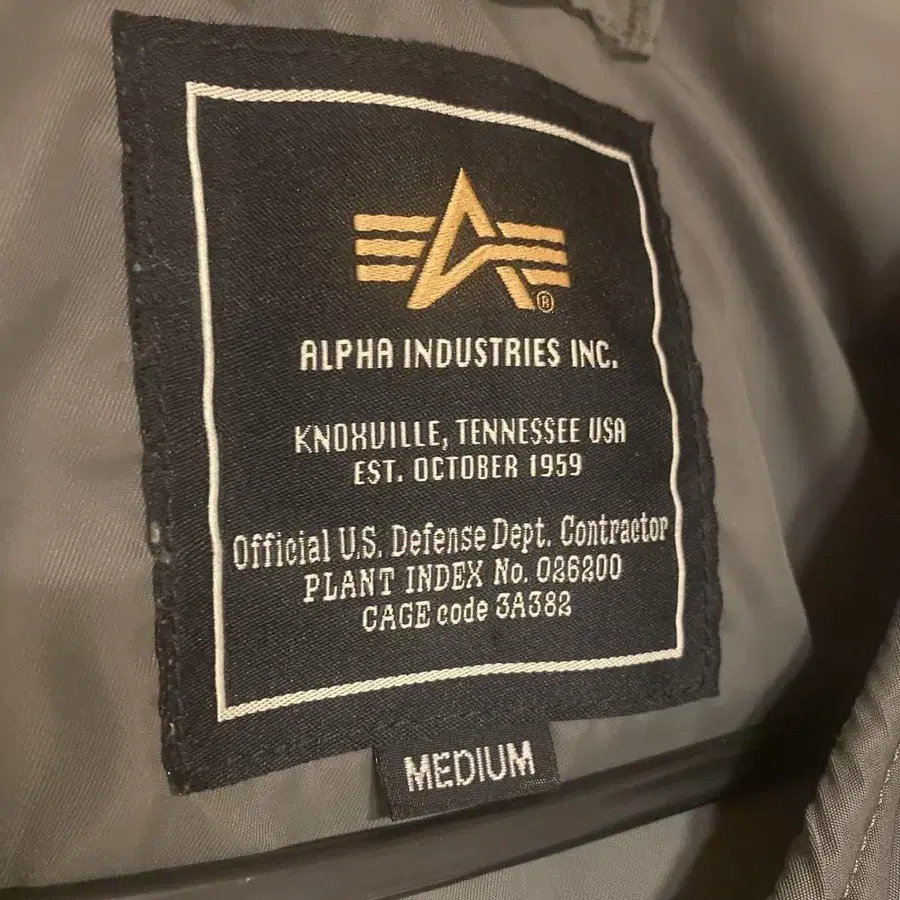 ®
ALPHA INDUSTRIES INC.
KNOXVILLE, TENNESSEE USA
EST. OCTOBER 1959
Official U.S. Defense Dept. Contractor
PLANT INDEX No. 026200
CAGE code 3A382
MEDIUM